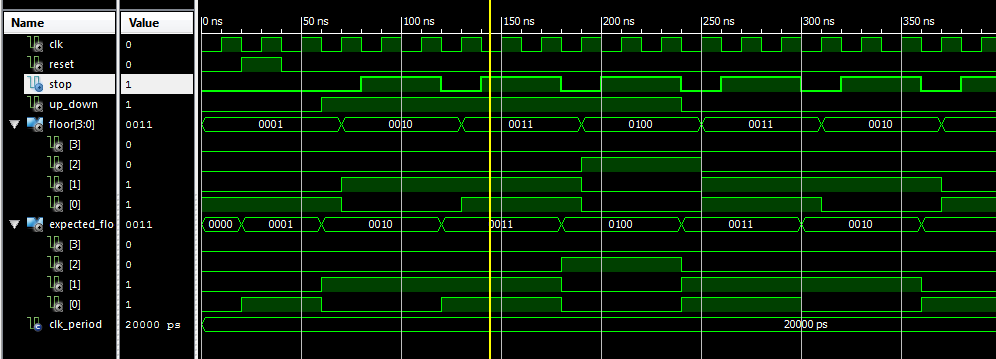 Name Value 0 ns 50 ns 100 ns 150 ns 200 ns 250 ns 300 ns 350 ns
clk 0
reset 0
stop 1
up_down 1
floor[3:0] 0011 0001 0010 0011 0100 0011 0010
[3] 0
[2] 0
[1] 1
[0] 1
expected_flo 0011 0000 0001 0010 0011 0100 0011 0010
[3] 0
[2] 0
[1] 1
[0] 1
clk_period 20000 ps 20000 ps